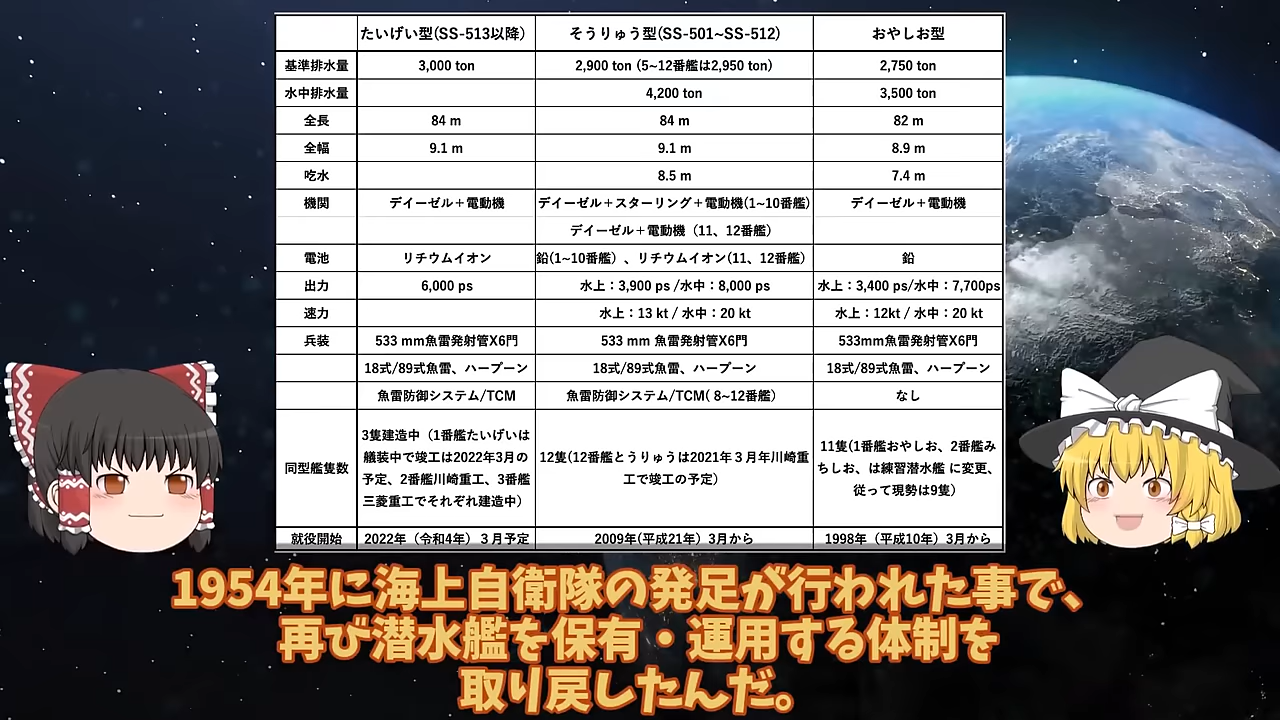 たいげい型(SS-513以降) そうりゅう型(SS-501~SS-512) おやしお型
基準排水量 3,000 ton 2,900 ton (5~12番艦は2,950 ton) 2,750 ton
水中排水量 4,200 ton 3,500 ton
全長 84 m 84 m 82 m
全幅 9.1 m 9.1 m 8.9 m
吃水 8.5 m 7.4 m
機関 デイーゼル＋電動機 デイーゼル＋スターリング＋電動機(1~10番艦) デイーゼル＋電動機
デイーゼル＋電動機（11、12番艦）
電池 リチウムイオン 鉛(1~10番艦）、リチウムイオン(11、12番艦） 鉛
出力 6,000 ps 水上：3,900 ps /水中：8,000 ps 水上：3,400 ps/水中：7,700ps
速力 水上：13 kt / 水中：20 kt 水上：12kt / 水中：20 kt
兵装 533 mm魚雷発射管X6門 533 mm 魚雷発射管X6門 533mm魚雷発射管X6門
18式/89式魚雷、ハープーン 18式/89式魚雷、ハープーン 18式/89式魚雷、ハープーン
魚雷防御システム/TCM 魚雷防御システム/TCM( 8~12番艦） なし
同型艦隻数
3隻建造中（1番艦たいげいは
艤装中で竣工は2022年3月の
予定、2番艦川崎重工、3番艦
三菱重工でそれぞれ建造中）
12隻(12番艦とうりゅうは2021年３月年川崎重
工で竣工の予定）
11隻(1番艦おやしお、2番艦み
ちしお、は練習潜水艦 に変更、
従って現勢は9隻）
就役開始 2022年（令和4年）３月予定 2009年(平成21年）3月から 1998年（平成10年）3月から
1954年に海上自衛隊の発足が行われた事で、
再び潜水艦を保有・運用する体制を
取り戻したんだ。